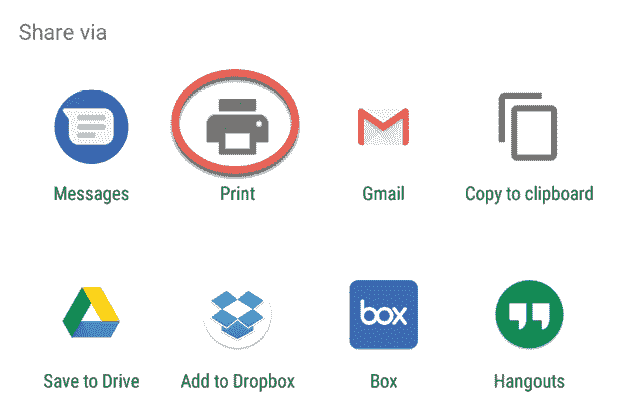 Share via
Messages Print Gmail Copy to clipboard
box
Save to Drive Add to Dropbox Box Hangouts